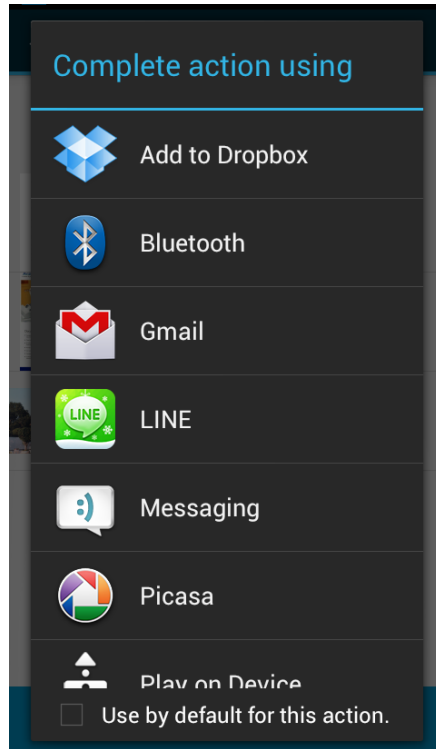 Complete action using
Add to Dropbox
Bluetooth
Gmail
LINE
LINE
Messaging
:)
Picasa
Play on Device
Use by default for this action.